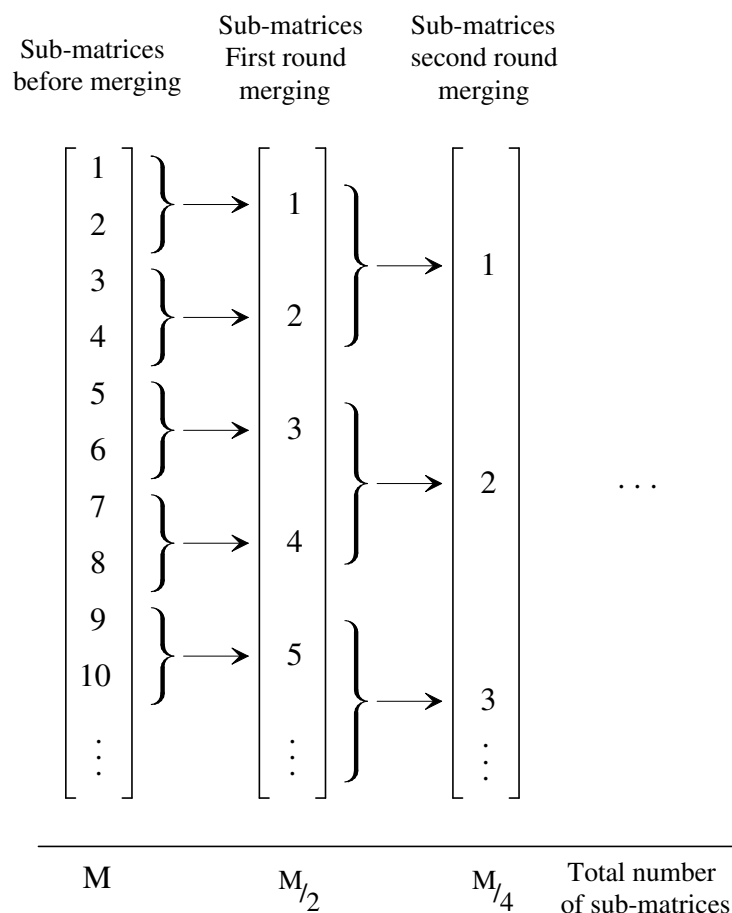 Sub-matrices
before merging
Sub-matrices
First round
merging
Sub-matrices
second round
merging
1
2
3
4
5
6
7
8
9
10
⋮
1
2
3
4
5
⋮
1
2
3
⋮
. . .
M
M/2
M/4
Total number
of sub-matrices